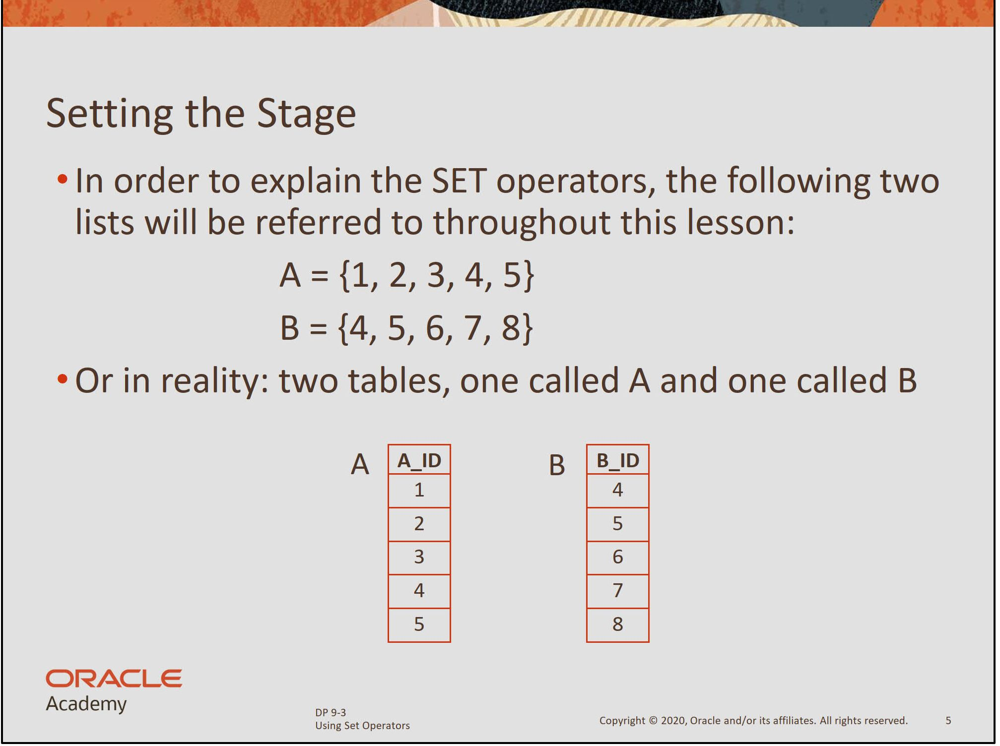 Setting the Stage
• In order to explain the SET operators, the following two
lists will be referred to throughout this lesson:
A = {1, 2, 3, 4, 5}
B = {4, 5, 6, 7, 8}
• Or in reality: two tables, one called A and one called B
A
A_ID
1
2
3
4
5
B
B_ID
4
5
6
7
8
ORACLE
Academy
DP 9-3
Using Set Operators
Copyright © 2020, Oracle and/or its affiliates. All rights reserved.
5